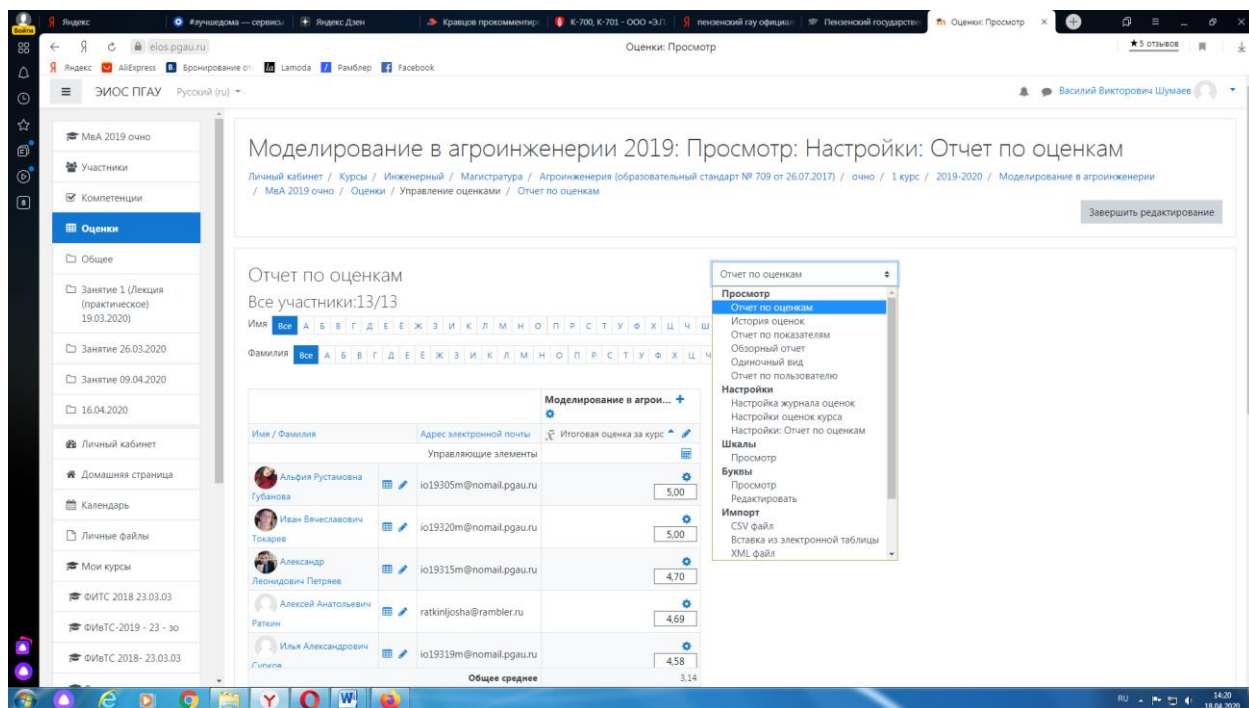 Войти
Яндекс
#лучшедома — сервисы
Яндекс.Дзен
Кравцов прокомментир
К-700, К-701 - ООО «З.П.
пензенский гау официал
Пензенский государстве
Оценки: Просмотр
elos.pgau.ru
Оценки: Просмотр
★ 5 отзывов
Яндекс
AliExpress
Бронирование от
Lamoda
Рамблер
Facebook
ЭИОС ПГАУ Русский (ru)
Василий Викторович Шумаев
МвА 2019 очно
Участники
Компетенции
Оценки
Общее
Занятие 1 (Лекция
(практическое)
19.03.2020)
Занятие 26.03.2020
Занятие 09.04.2020
16.04.2020
Личный кабинет
Домашняя страница
Календарь
Личные файлы
Мои курсы
ФИТС 2018 23.03.03
ФИвТС-2019 - 23 - зо
ФИвТС 2018- 23.03.03
Моделирование в агроинженерии 2019: Просмотр: Настройки: Отчет по оценкам
Личный кабинет / Курсы / Инженерный / Магистратура / Агроинженерия (образовательный стандарт № 709 от 26.07.2017) / очно / 1 курс / 2019-2020 / Моделирование в агроинженерии
/ МвА 2019 очно / Оценки / Управление оценками / Отчет по оценкам
Завершить редактирование
Отчет по оценкам
Все участники:13/13
Имя Все А Б В Г Д Е Ё Ж З И К Л М Н О П Р С Т У Ф Х Ц Ч Ш
Фамилия Все А Б В Г Д Е Ё Ж З И К Л М Н О П Р С Т У Ф Х Ц Ч
Моделирование в агрои...
Имя / Фамилия
Адрес электронной почты
Итоговая оценка за курс
Управляющие элементы
Альфия Рустамовна
Губанова
io19305m@nomail.pgau.ru
5,00
Иван Вячеславович
Токарев
io19320m@nomail.pgau.ru
5,00
Александр
Леонидович Петряев
io19315m@nomail.pgau.ru
4,70
Алексей Анатольевич
Раткин
ratkinljosha@rambler.ru
4,69
Илья Александрович
Сурков
io19319m@nomail.pgau.ru
4,58
Общее среднее
3,14
Отчет по оценкам
Просмотр
Отчет по оценкам
История оценок
Отчет по показателям
Обзорный отчет
Одиночный вид
Отчет по пользователю
Настройки
Настройка журнала оценок
Настройки оценок курса
Настройки: Отчет по оценкам
Шкалы
Просмотр
Буквы
Просмотр
Редактировать
Импорт
CSV файл
Вставка из электронной таблицы
XML файл
RU
14:20
18.04.2020